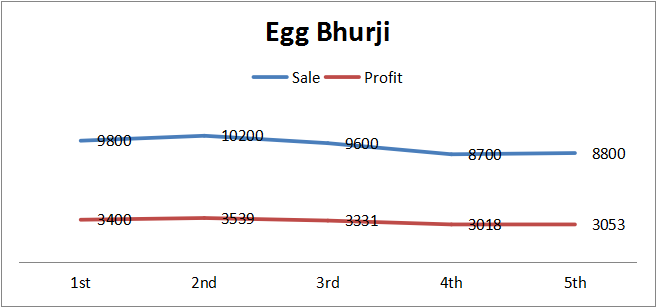 Egg Bhurji
Sale Profit
9800 10200 9600 8700 8800
3400 3539 3331 3018 3053
1st 2nd 3rd 4th 5th